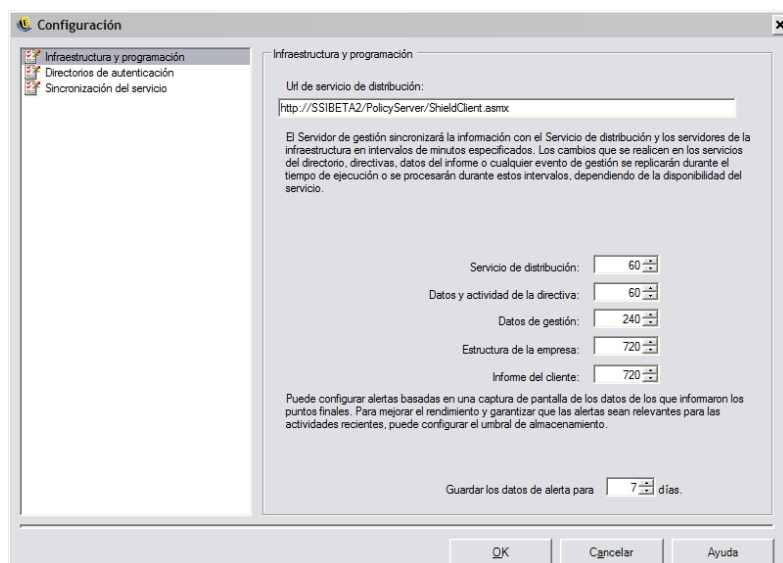 Configuración
Infraestructura y programación
Directorios de autenticación
Sincronización del servicio
Infraestructura y programación
Url de servicio de distribución:
http://SSIBETA2/PolicyServer/ShieldClient.asmx
El Servidor de gestión sincronizará la información con el Servicio de distribución y los servidores de la
infraestructura en intervalos de minutos especificados. Los cambios que se realicen en los servicios
del directorio, directivas, datos del informe o cualquier evento de gestión se replicarán durante el
tiempo de ejecución o se procesarán durante estos intervalos, dependiendo de la disponibilidad del
servicio.
Servicio de distribución: 60
Datos y actividad de la directiva: 60
Datos de gestión: 240
Estructura de la empresa: 720
Informe del cliente: 720
Puede configurar alertas basadas en una captura de pantalla de los datos de los que informaron los
puntos finales. Para mejorar el rendimiento y garantizar que las alertas sean relevantes para las
actividades recientes, puede configurar el umbral de almacenamiento.
Guardar los datos de alerta para 7 días.
OK Cancelar Ayuda